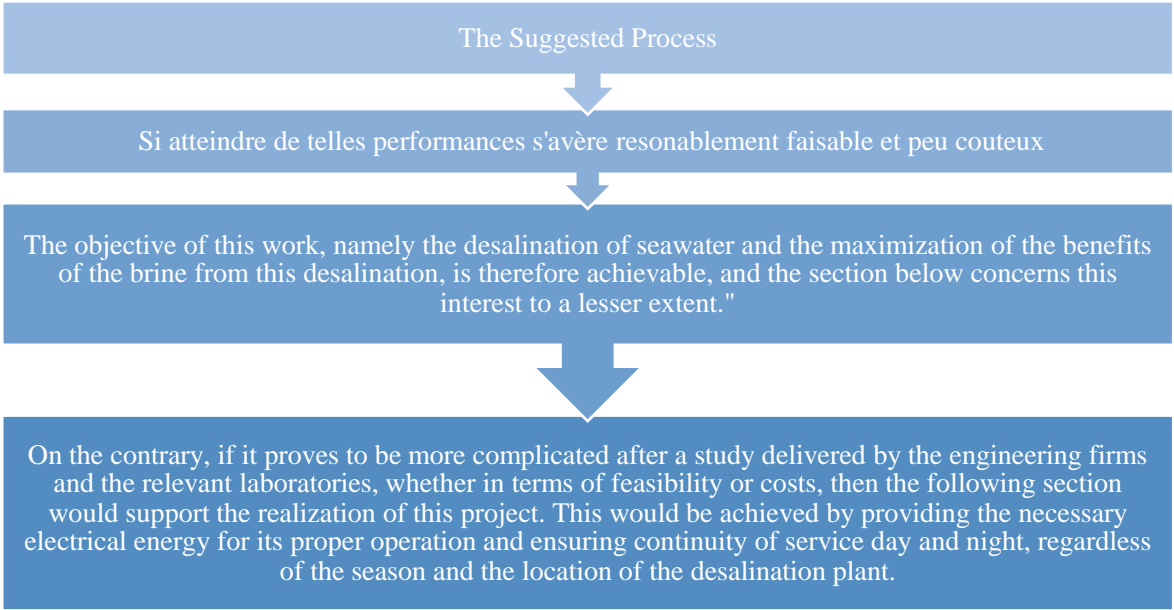 The Suggested Process
Si atteindre de telles performances s'avère resonablement faisable et peu couteux
The objective of this work, namely the desalination of seawater and the maximization of the benefits
of the brine from this desalination, is therefore achievable, and the section below concerns this
interest to a lesser extent."
On the contrary, if it proves to be more complicated after a study delivered by the engineering firms
and the relevant laboratories, whether in terms of feasibility or costs, then the following section
would support the realization of this project. This would be achieved by providing the necessary
electrical energy for its proper operation and ensuring continuity of service day and night, regardless
of the season and the location of the desalination plant.